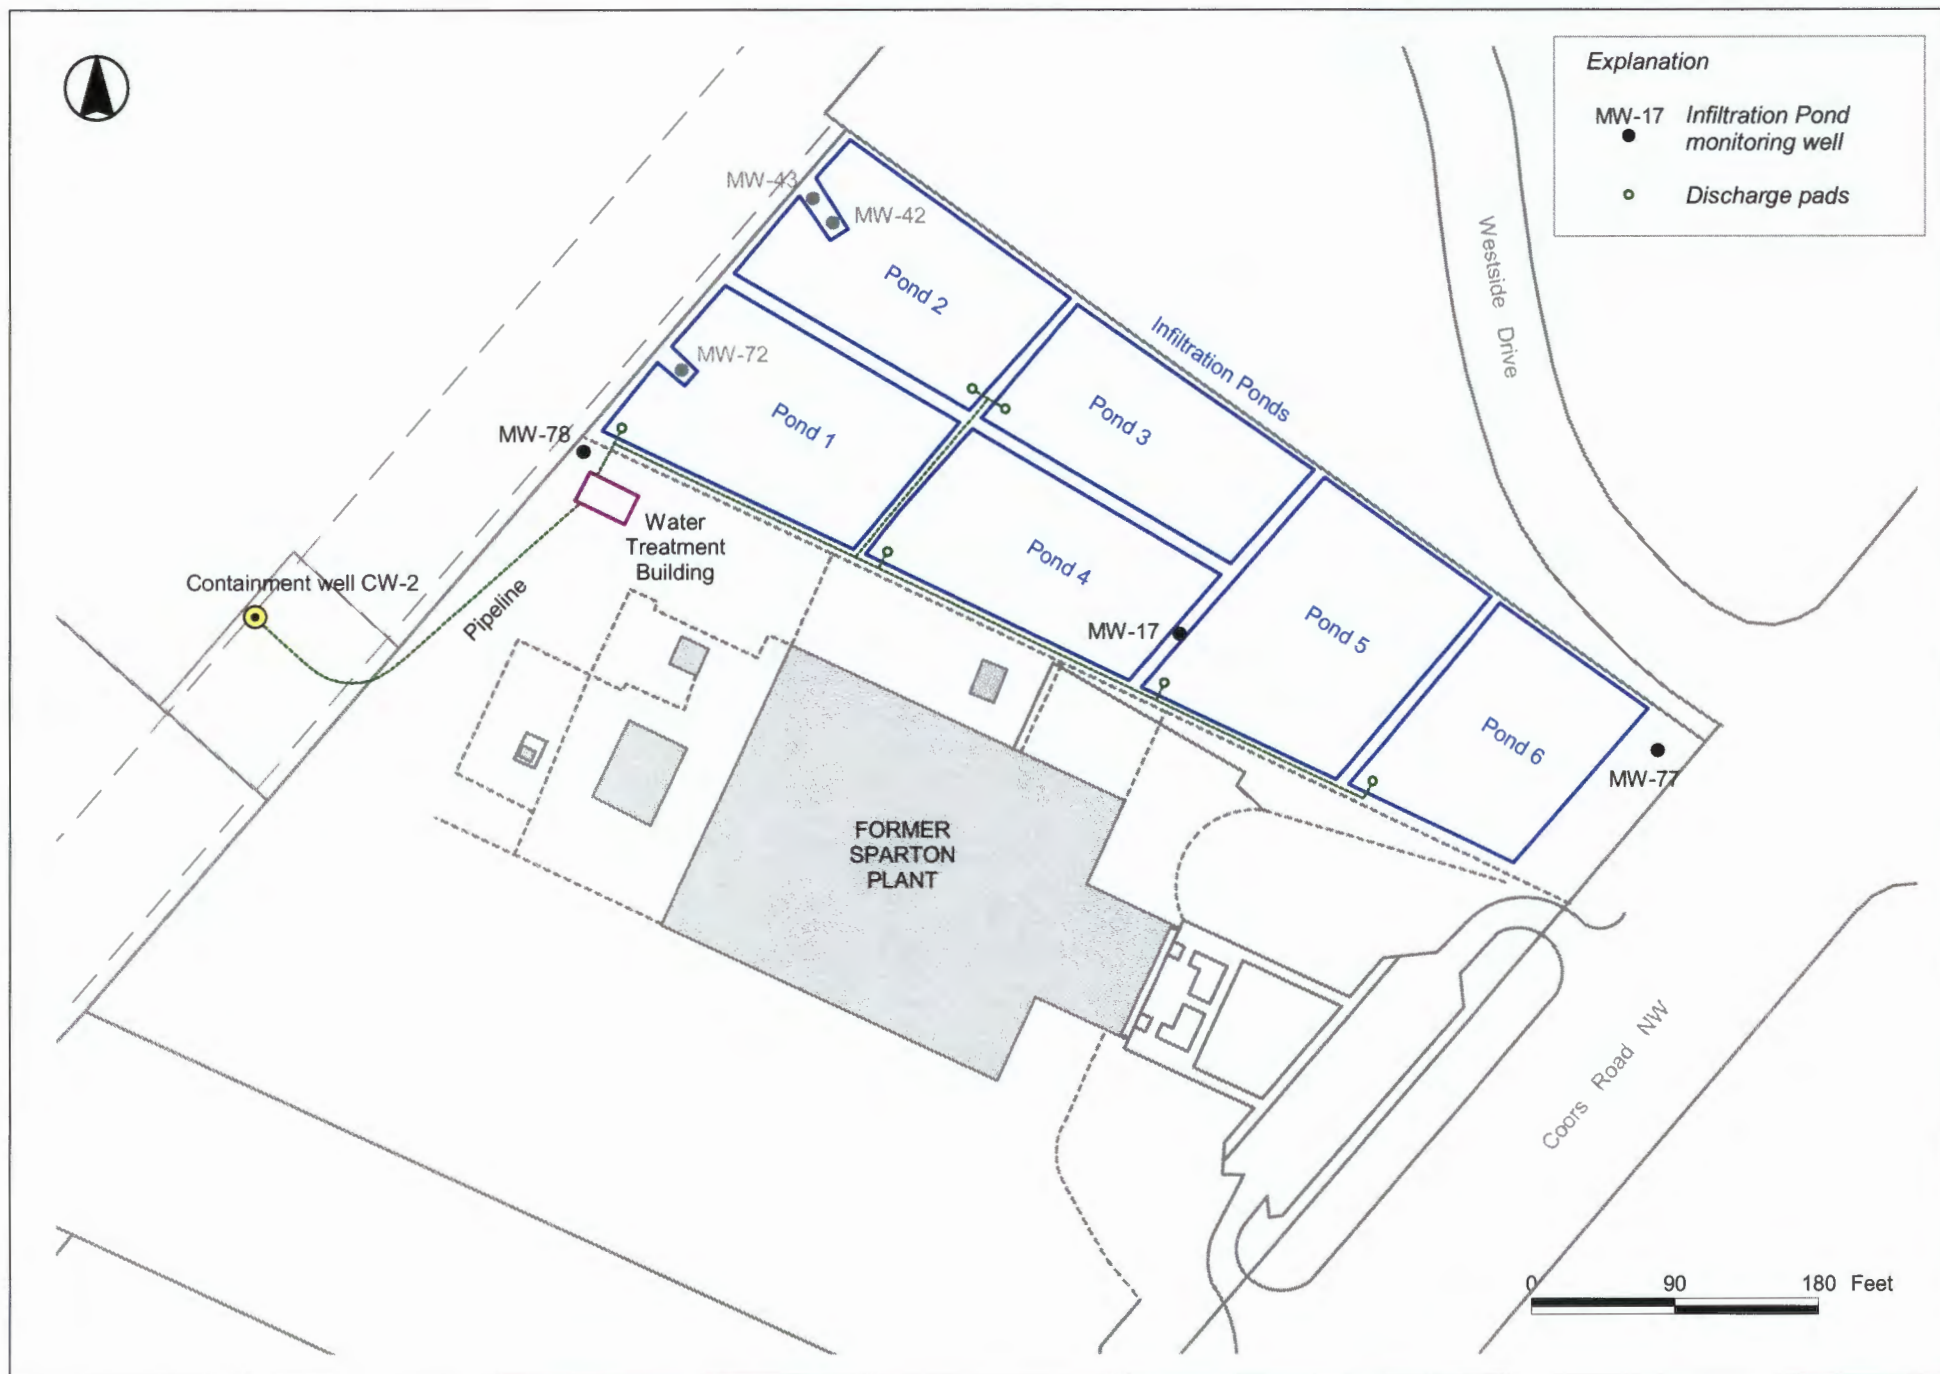 Explanation
MW-17 Infiltration Pond
monitoring well
Discharge pads
MW-43
MW-42
Westside Drive
Pond 2
Infiltration Ponds
MW-72
Pond 1
Pond 3
MW-78
Water
Treatment
Building
Pond 4
Containment well CW-2
Pipeline
MW-17
Pond 5
Pond 6
MW-77
FORMER
SPARTON
PLANT
Coors Road NW
0 90 180 Feet